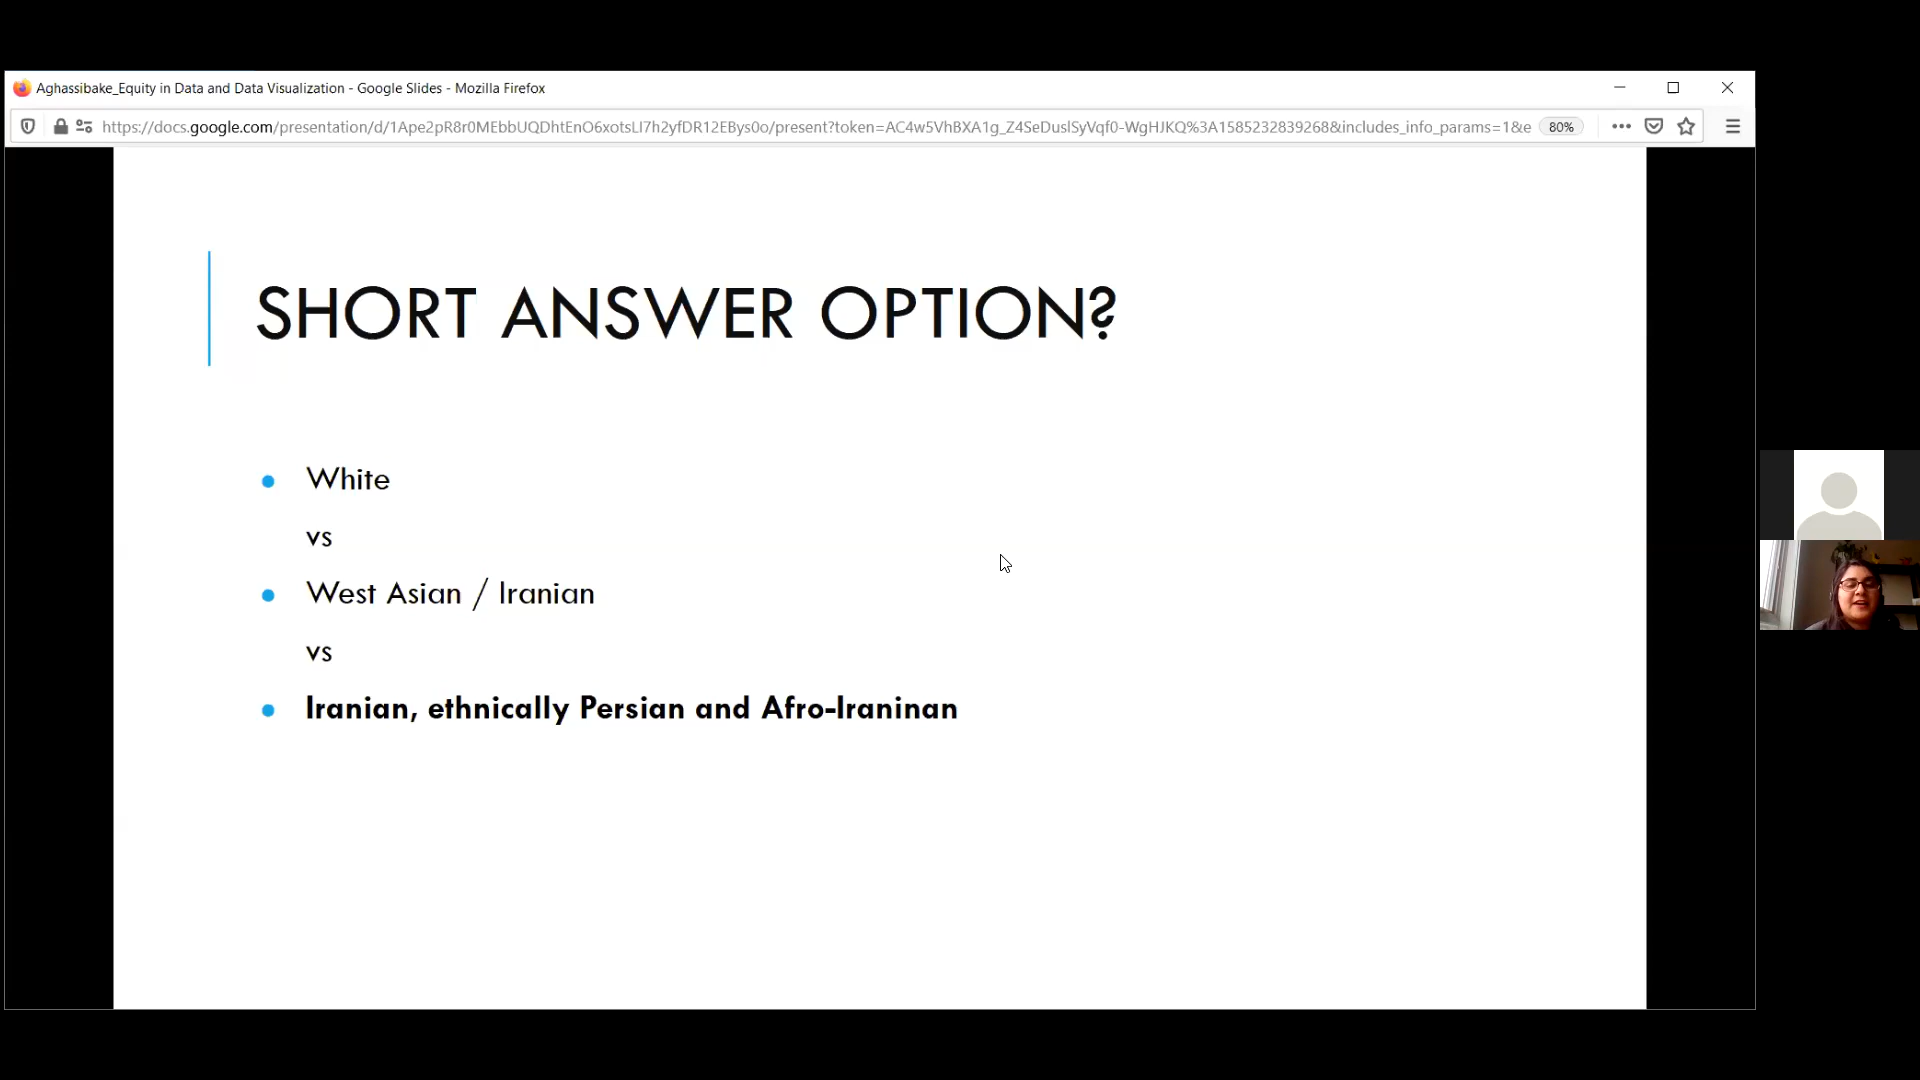 Aghassibake_Equity in Data and Data Visualization - Google Slides - Mozilla Firefox
https://docs.google.com/presentation/d/1Ape2pR8r0MEbbUQDhtEnO6xotsLI7h2yfDR12EBys0o/present?token=AC4w5VhBXA1g_Z4SeDuslSyVqf0-WgHJKQ%3A1585232839268&includes_info_params=1&e 80%
SHORT ANSWER OPTION?
White
vs
West Asian / Iranian
vs
Iranian, ethnically Persian and Afro-Iraninan